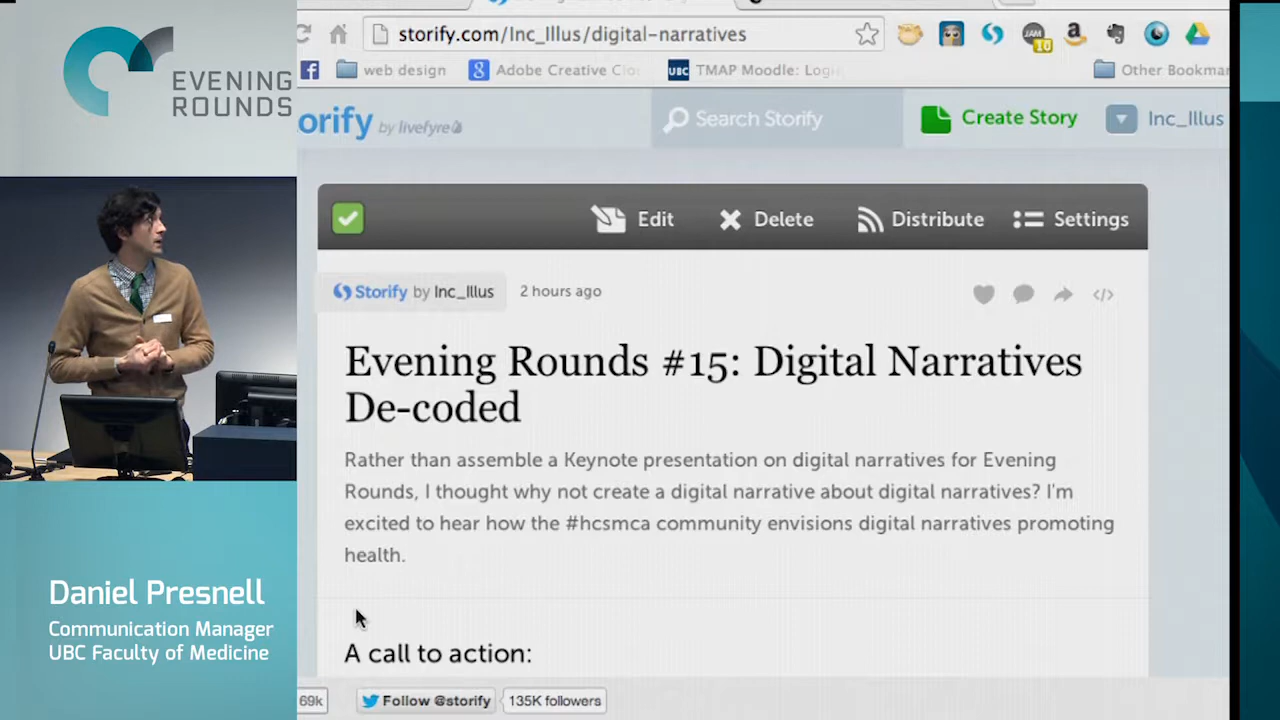 EVENING
ROUNDS
storify.com/Inc_Illus/digital-narratives
JAM
10
web design
Adobe Creative Clo
UBC
TMAP Moodle: Logi
Other Bookmar
orify by livefyre
Search Storify
Create Story
Inc_Illus
Edit
Delete
Distribute
Settings
Storify by Inc_Illus
2 hours ago
Evening Rounds #15: Digital Narratives
De-coded
Rather than assemble a Keynote presentation on digital narratives for Evening
Rounds, I thought why not create a digital narrative about digital narratives? I'm
excited to hear how the #hcsmca community envisions digital narratives promoting
health.
A call to action:
69k
Follow @storify
135K followers
Daniel Presnell
Communication Manager
UBC Faculty of Medicine